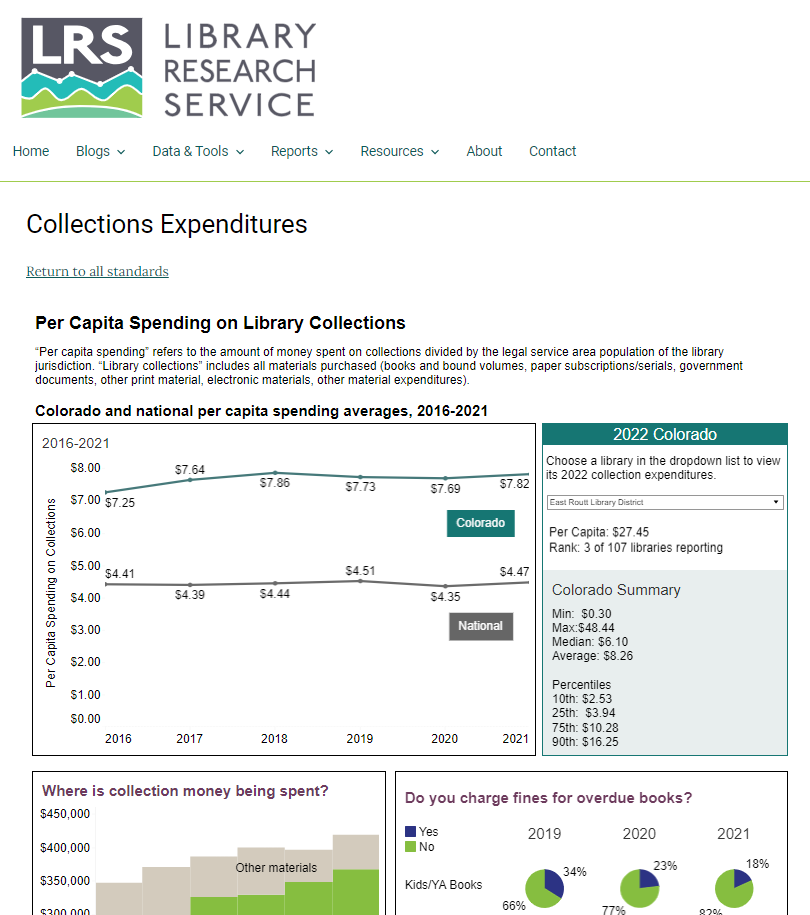 LRS
LIBRARY
RESEARCH
SERVICE
Home Blogs Data & Tools Reports Resources About Contact
Collections Expenditures
Return to all standards
Per Capita Spending on Library Collections
“Per capita spending” refers to the amount of money spent on collections divided by the legal service area population of the library
jurisdiction. “Library collections” includes all materials purchased (books and bound volumes, paper subscriptions/serials, government
documents, other print material, electronic materials, other material expenditures).
Colorado and national per capita spending averages, 2016-2021
2016-2021
Per Capita Spending on Collections
$8.00
$7.00
$6.00
$5.00
$4.00
$3.00
$2.00
$1.00
$0.00
$7.25 $7.64 $7.86 $7.73 $7.69 $7.82
Colorado
$4.41 $4.39 $4.44 $4.51 $4.35 $4.47
National
2016 2017 2018 2019 2020 2021
2022 Colorado
Choose a library in the dropdown list to view
its 2022 collection expenditures.
East Routt Library District
Per Capita: $27.45
Rank: 3 of 107 libraries reporting
Colorado Summary
Min: $0.30
Max:$48.44
Median: $6.10
Average: $8.26
Percentiles
10th: $2.53
25th: $3.94
75th: $10.28
90th: $16.25
Where is collection money being spent?
$450,000
$400,000
$350,000
$300,000
Other materials
Do you charge fines for overdue books?
Yes
No
2019 2020 2021
Kids/YA Books
34% 23% 18%
66% 77% 82%